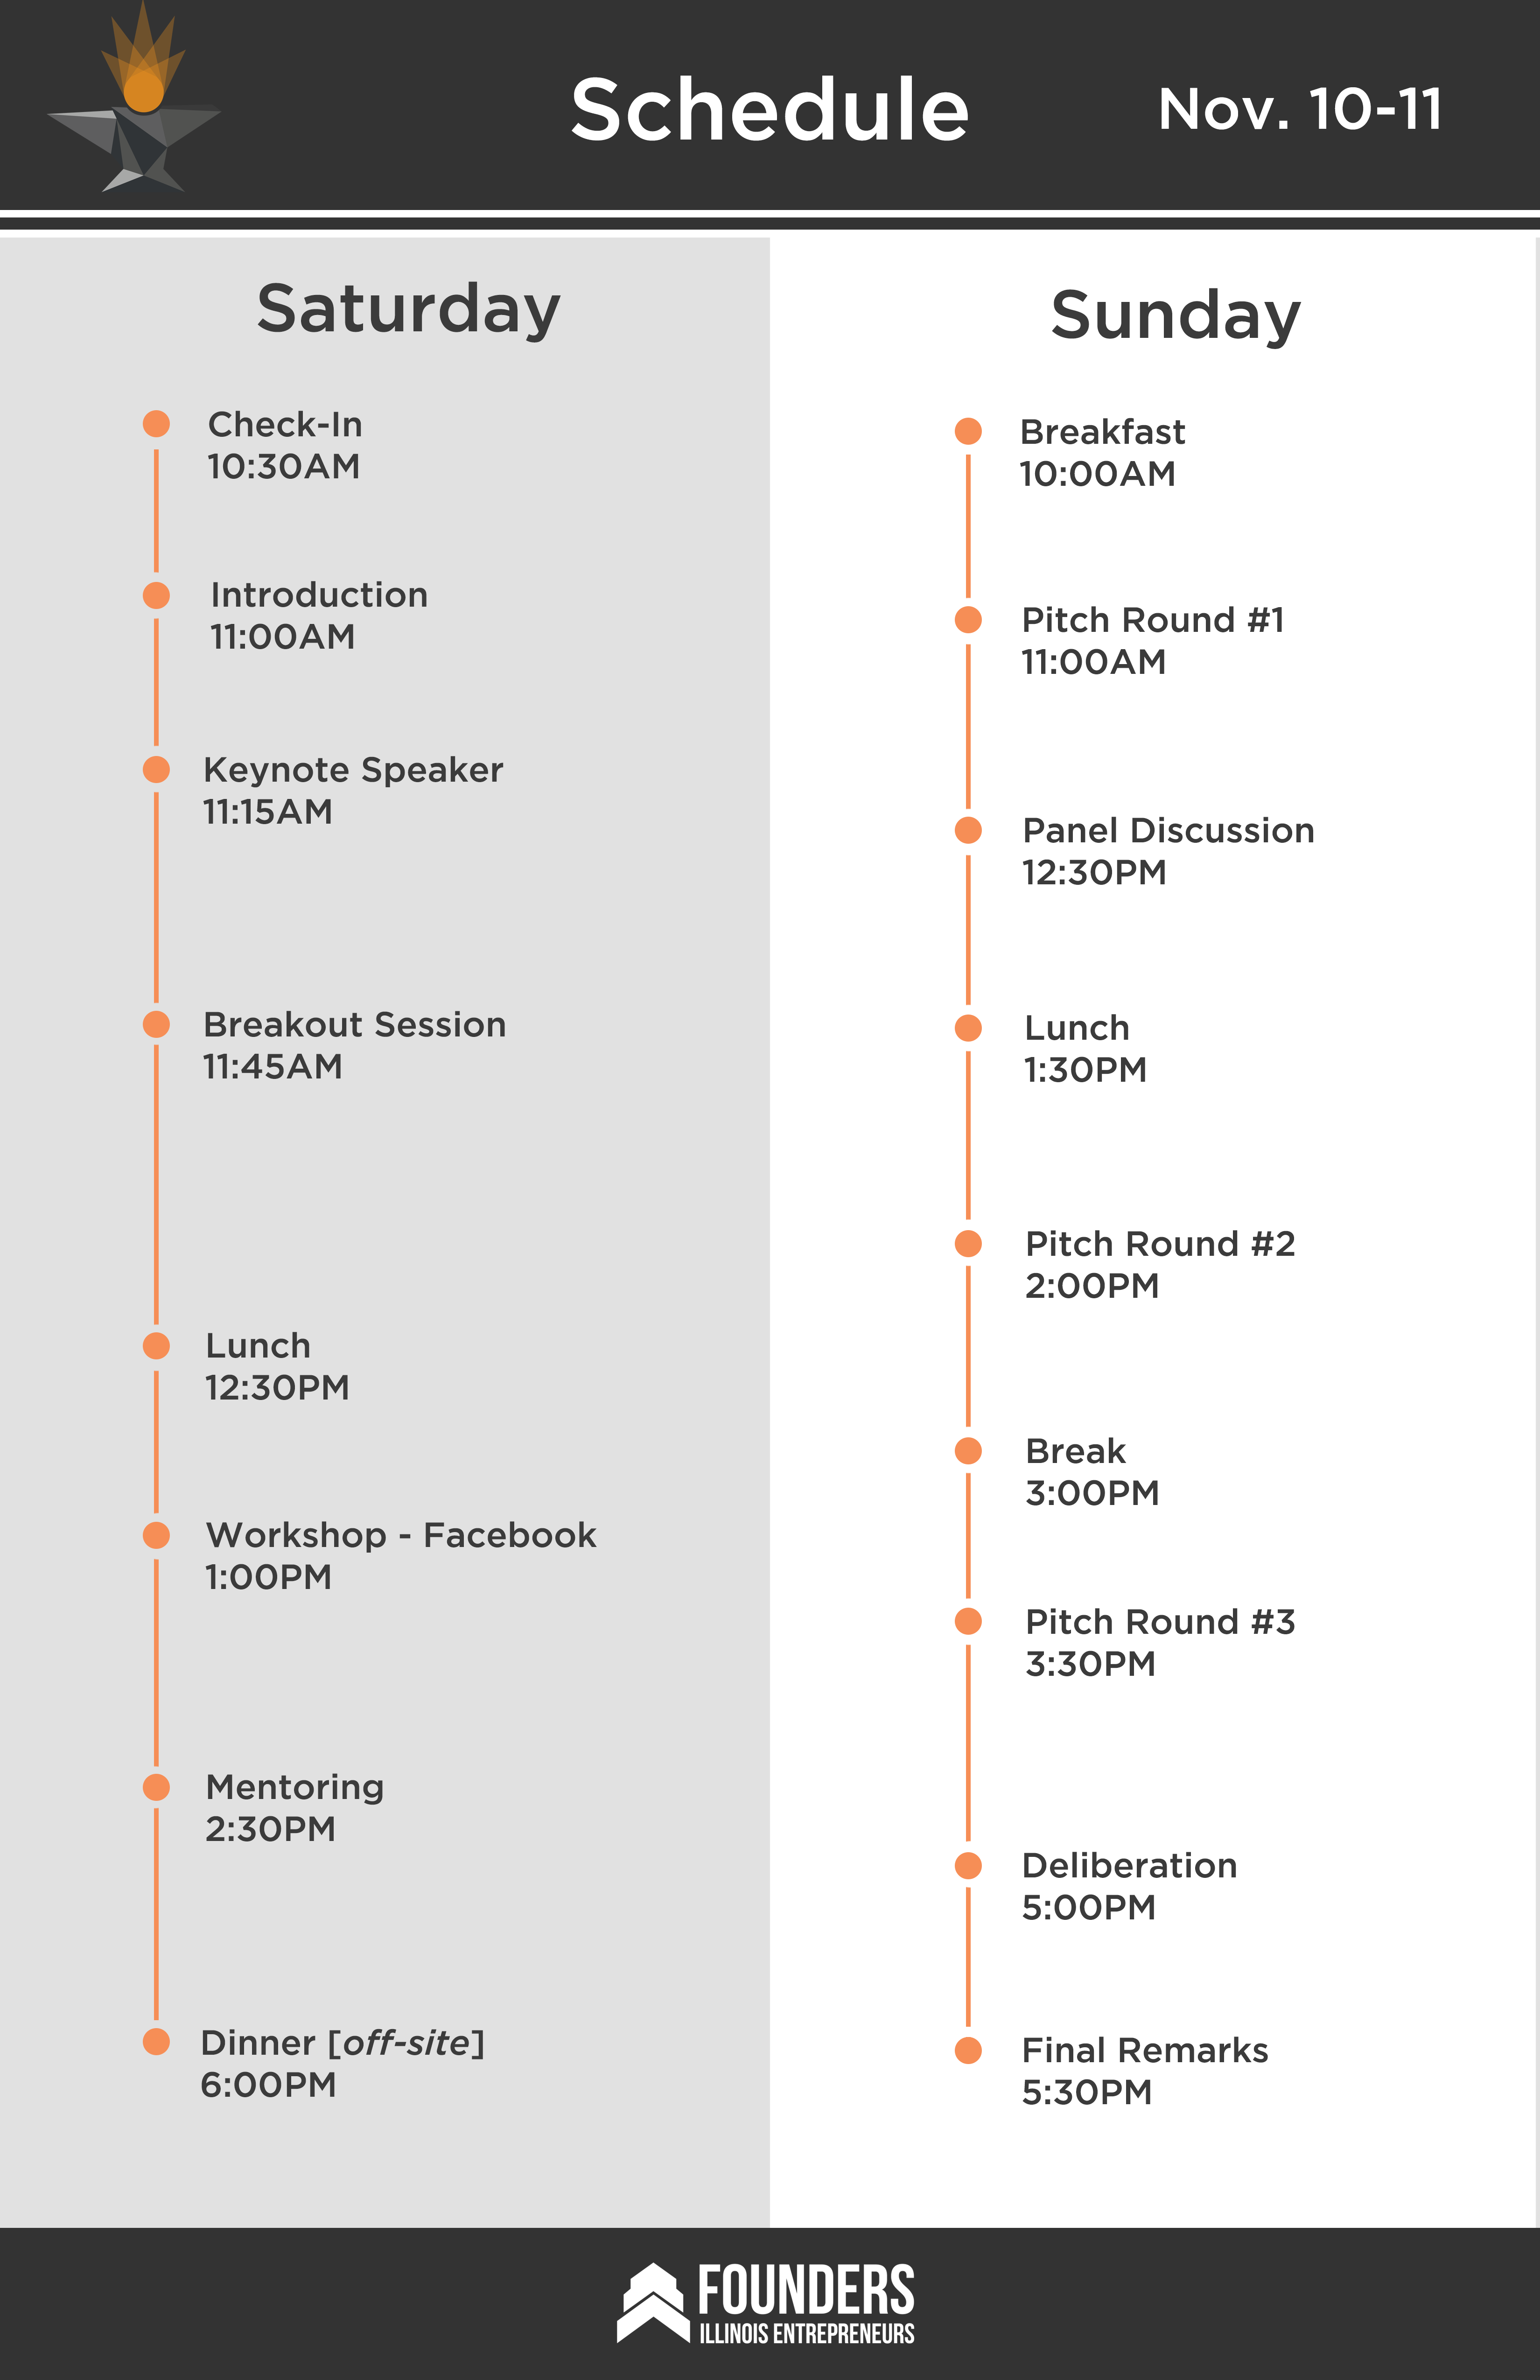 Schedule
Nov. 10-11
Saturday
Check-In
10:30AM
Introduction
11:00AM
Keynote Speaker
11:15AM
Breakout Session
11:45AM
Lunch
12:30PM
Workshop - Facebook
1:00PM
Mentoring
2:30PM
Dinner [off-site]
6:00PM
Sunday
Breakfast
10:00AM
Pitch Round #1
11:00AM
Panel Discussion
12:30PM
Lunch
1:30PM
Pitch Round #2
2:00PM
Break
3:00PM
Pitch Round #3
3:30PM
Deliberation
5:00PM
Final Remarks
5:30PM
FOUNDERS
ILLINOIS ENTREPRENEURS